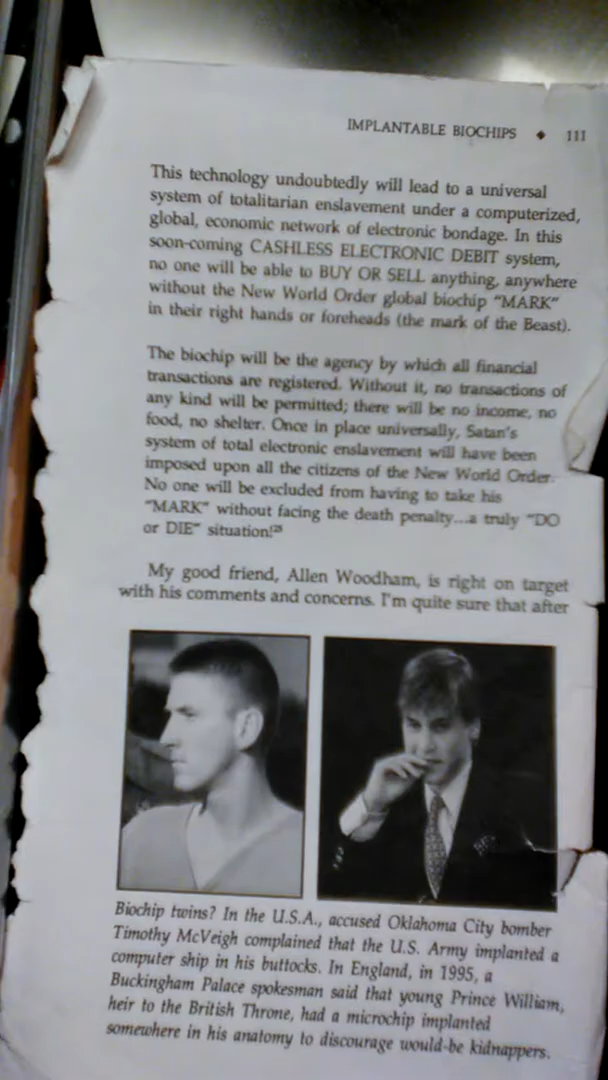 IMPLANTABLE BIOCHIPS ◆ 111
This technology undoubtedly will lead to a universal
system of totalitarian enslavement under a computerized,
global, economic network of electronic bondage. In this
soon-coming CASHLESS ELECTRONIC DEBIT system,
no one will be able to BUY OR SELL anything, anywhere
without the New World Order global biochip “MARK”
in their right hands or foreheads (the mark of the Beast).
The biochip will be the agency by which all financial
transactions are registered. Without it, no transactions of
any kind will be permitted; there will be no income, no
food, no shelter. Once in place universally, Satan's
system of total electronic enslavement will have been
imposed upon all the citizens of the New World Order.
No one will be excluded from having to take his
“MARK” without facing the death penalty...a truly “DO
or DIE” situation!²⁸
My good friend, Allen Woodham, is right on target
with his comments and concerns. I'm quite sure that after
Biochip twins? In the U.S.A., accused Oklahoma City bomber
Timothy McVeigh complained that the U.S. Army implanted a
computer ship in his buttocks. In England, in 1995, a
Buckingham Palace spokesman said that young Prince William,
heir to the British Throne, had a microchip implanted
somewhere in his anatomy to discourage would-be kidnappers.